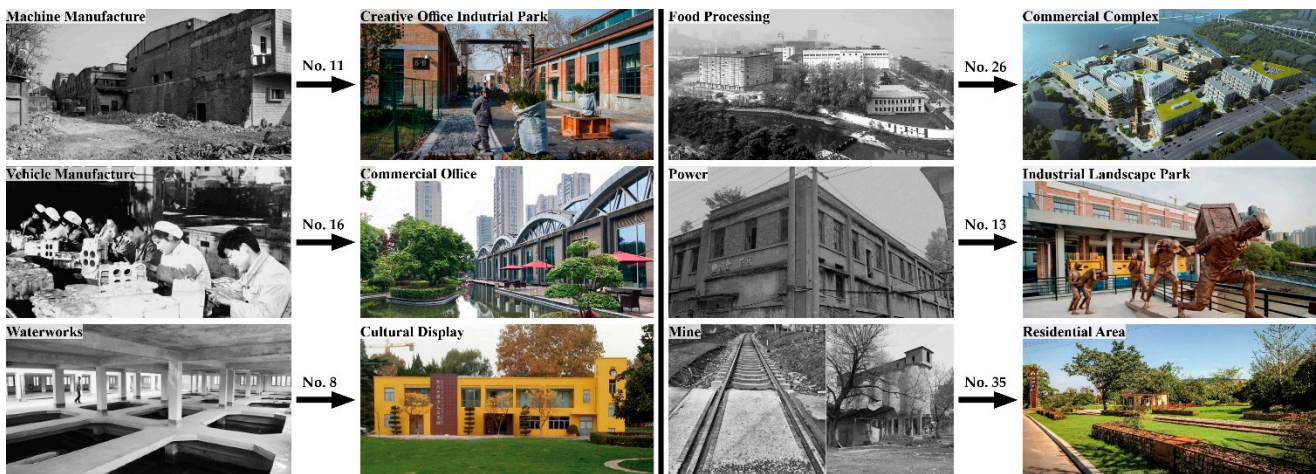 Machine Manufacture
No. 11
Creative Office Indutrial Park
Food Processing
No. 26
Commercial Complex
Vehicle Manufacture
No. 16
Commercial Office
Power
No. 13
Industrial Landscape Park
Waterworks
No. 8
Cultural Display
Mine
No. 35
Residential Area